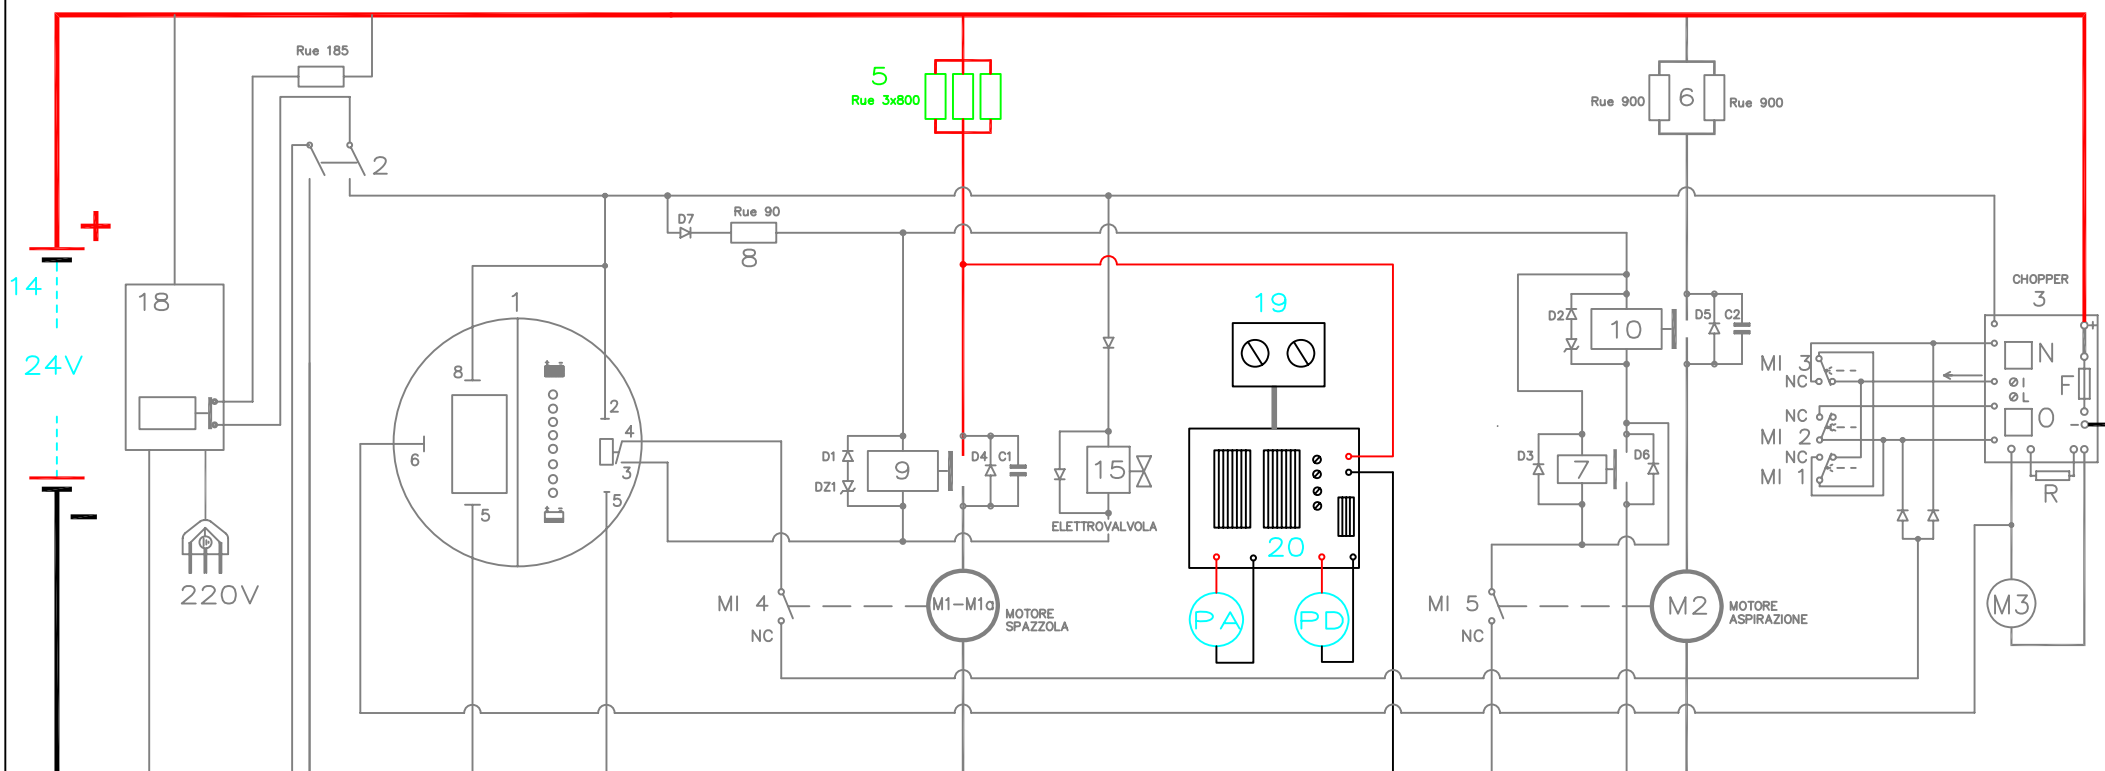 Rue 185
5
Rue 3x800
Rue 900
6
Rue 900
2
+
D7
Rue 90
8
14
24V
-
18
220V
1
8
6
5
2
4
3
5
+ -
+ -
D1
DZ1
9
D4
C1
15
ELETTROVALVOLA
19
20
PA
PD
MI 4
NC
M1-M1a
MOTORE
SPAZZOLA
D2
10
D5
C2
D3
7
D6
MI 5
NC
M2
MOTORE
ASPIRAZIONE
CHOPPER
3
MI 3
NC
NC
MI 2
NC
MI 1
+
N
I
L
F
O
-
R
M3